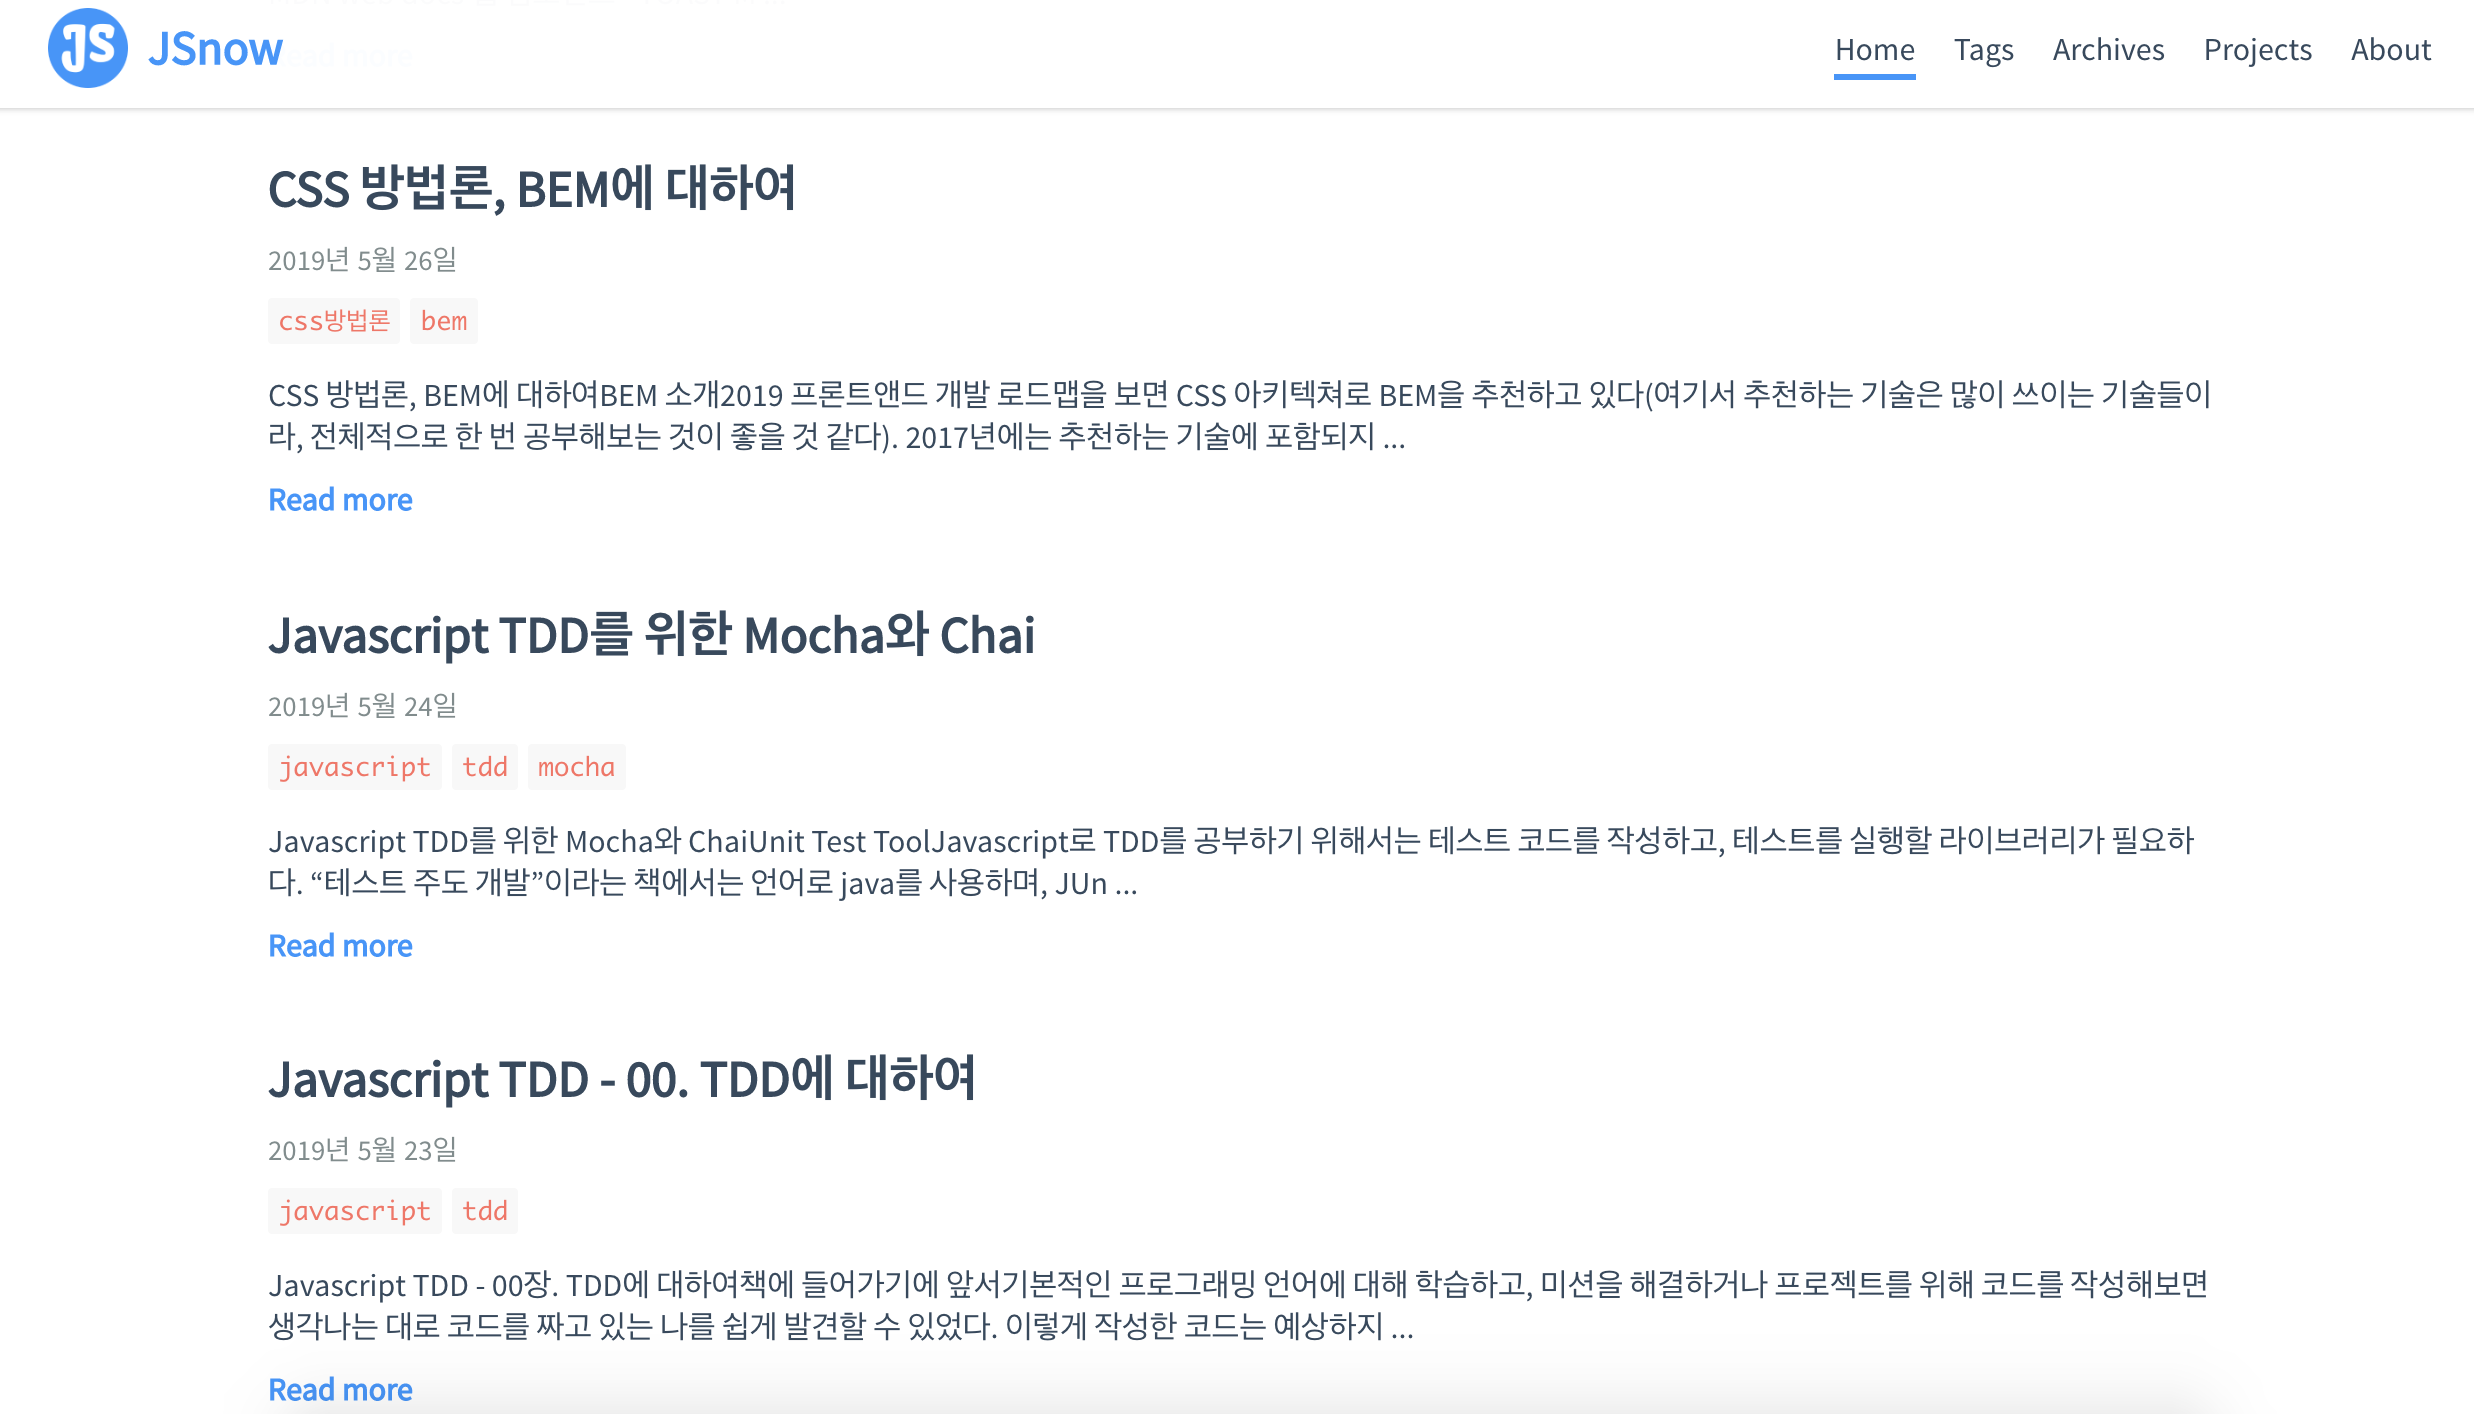 JS JSnow
Home Tags Archives Projects About
CSS 방법론, BEM에 대하여
2019년 5월 26일
css방법론 bem
CSS 방법론, BEM에 대하여BEM 소개2019 프론트앤드 개발 로드맵을 보면 CSS 아키텍쳐로 BEM을 추천하고 있다(여기서 추천하는 기술은 많이 쓰이는 기술들이
라, 전체적으로 한 번 공부해보는 것이 좋을 것 같다). 2017년에는 추천하는 기술에 포함되지 ...
Read more
Javascript TDD를 위한 Mocha와 Chai
2019년 5월 24일
javascript tdd mocha
Javascript TDD를 위한 Mocha와 ChaiUnit Test ToolJavascript로 TDD를 공부하기 위해서는 테스트 코드를 작성하고, 테스트를 실행할 라이브러리가 필요하
다. “테스트 주도 개발”이라는 책에서는 언어로 java를 사용하며, JUn ...
Read more
Javascript TDD - 00. TDD에 대하여
2019년 5월 23일
javascript tdd
Javascript TDD - 00장. TDD에 대하여책에 들어가기에 앞서기본적인 프로그래밍 언어에 대해 학습하고, 미션을 해결하거나 프로젝트를 위해 코드를 작성해보면
생각나는 대로 코드를 짜고 있는 나를 쉽게 발견할 수 있었다. 이렇게 작성한 코드는 예상하지 ...
Read more